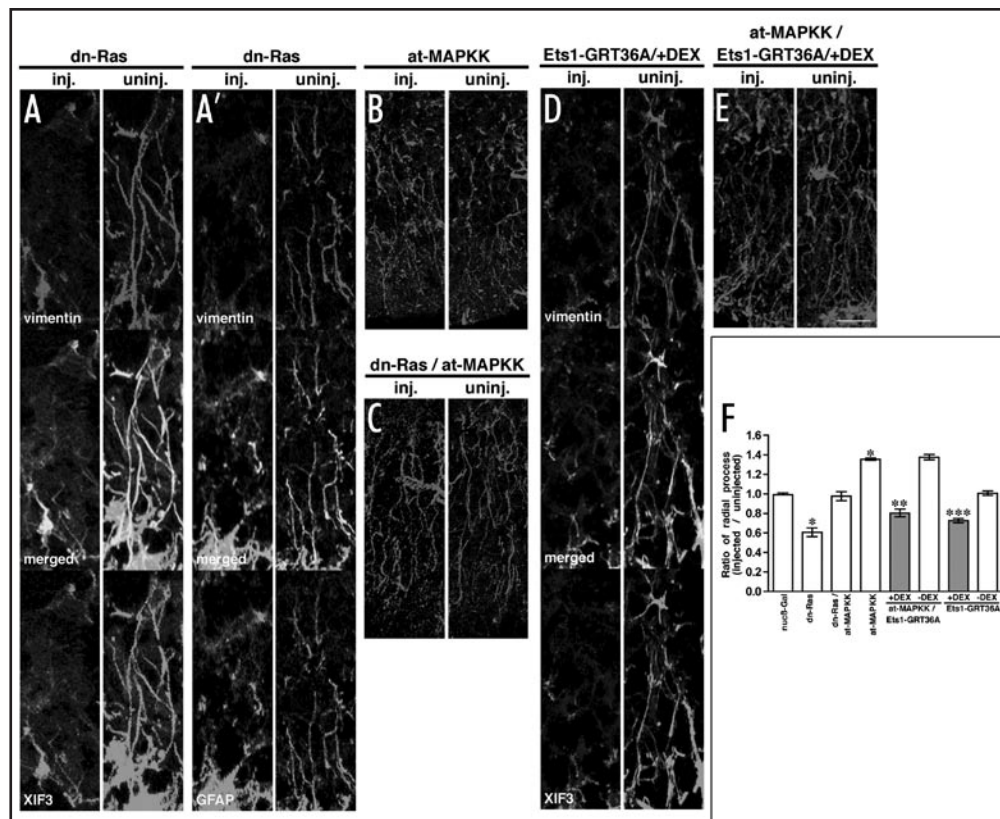 dn-Ras
inj. uninj.
A
vimentin
merged
XIF3
dn-Ras
inj. uninj.
A′
vimentin
merged
GFAP
at-MAPKK
inj. uninj.
B
dn-Ras / at-MAPKK
inj. uninj.
C
Ets1-GRT36A/+DEX
inj. uninj.
D
vimentin
merged
XIF3
at-MAPKK /
Ets1-GRT36A/+DEX
inj. uninj.
E
F
Ratio of radial process
(Injected / uninjected)
1.6
1.4
1.2
1.0
0.8
0.6
0.4
0.2
0.0
*
*
**
***
nucβ-Gal
dn-Ras
dn-Ras /
at-MAPKK
at-MAPKK
+DEX -DEX +DEX -DEX
at-MAPKK /
Ets1-GRT36A
Ets1-GRT36A